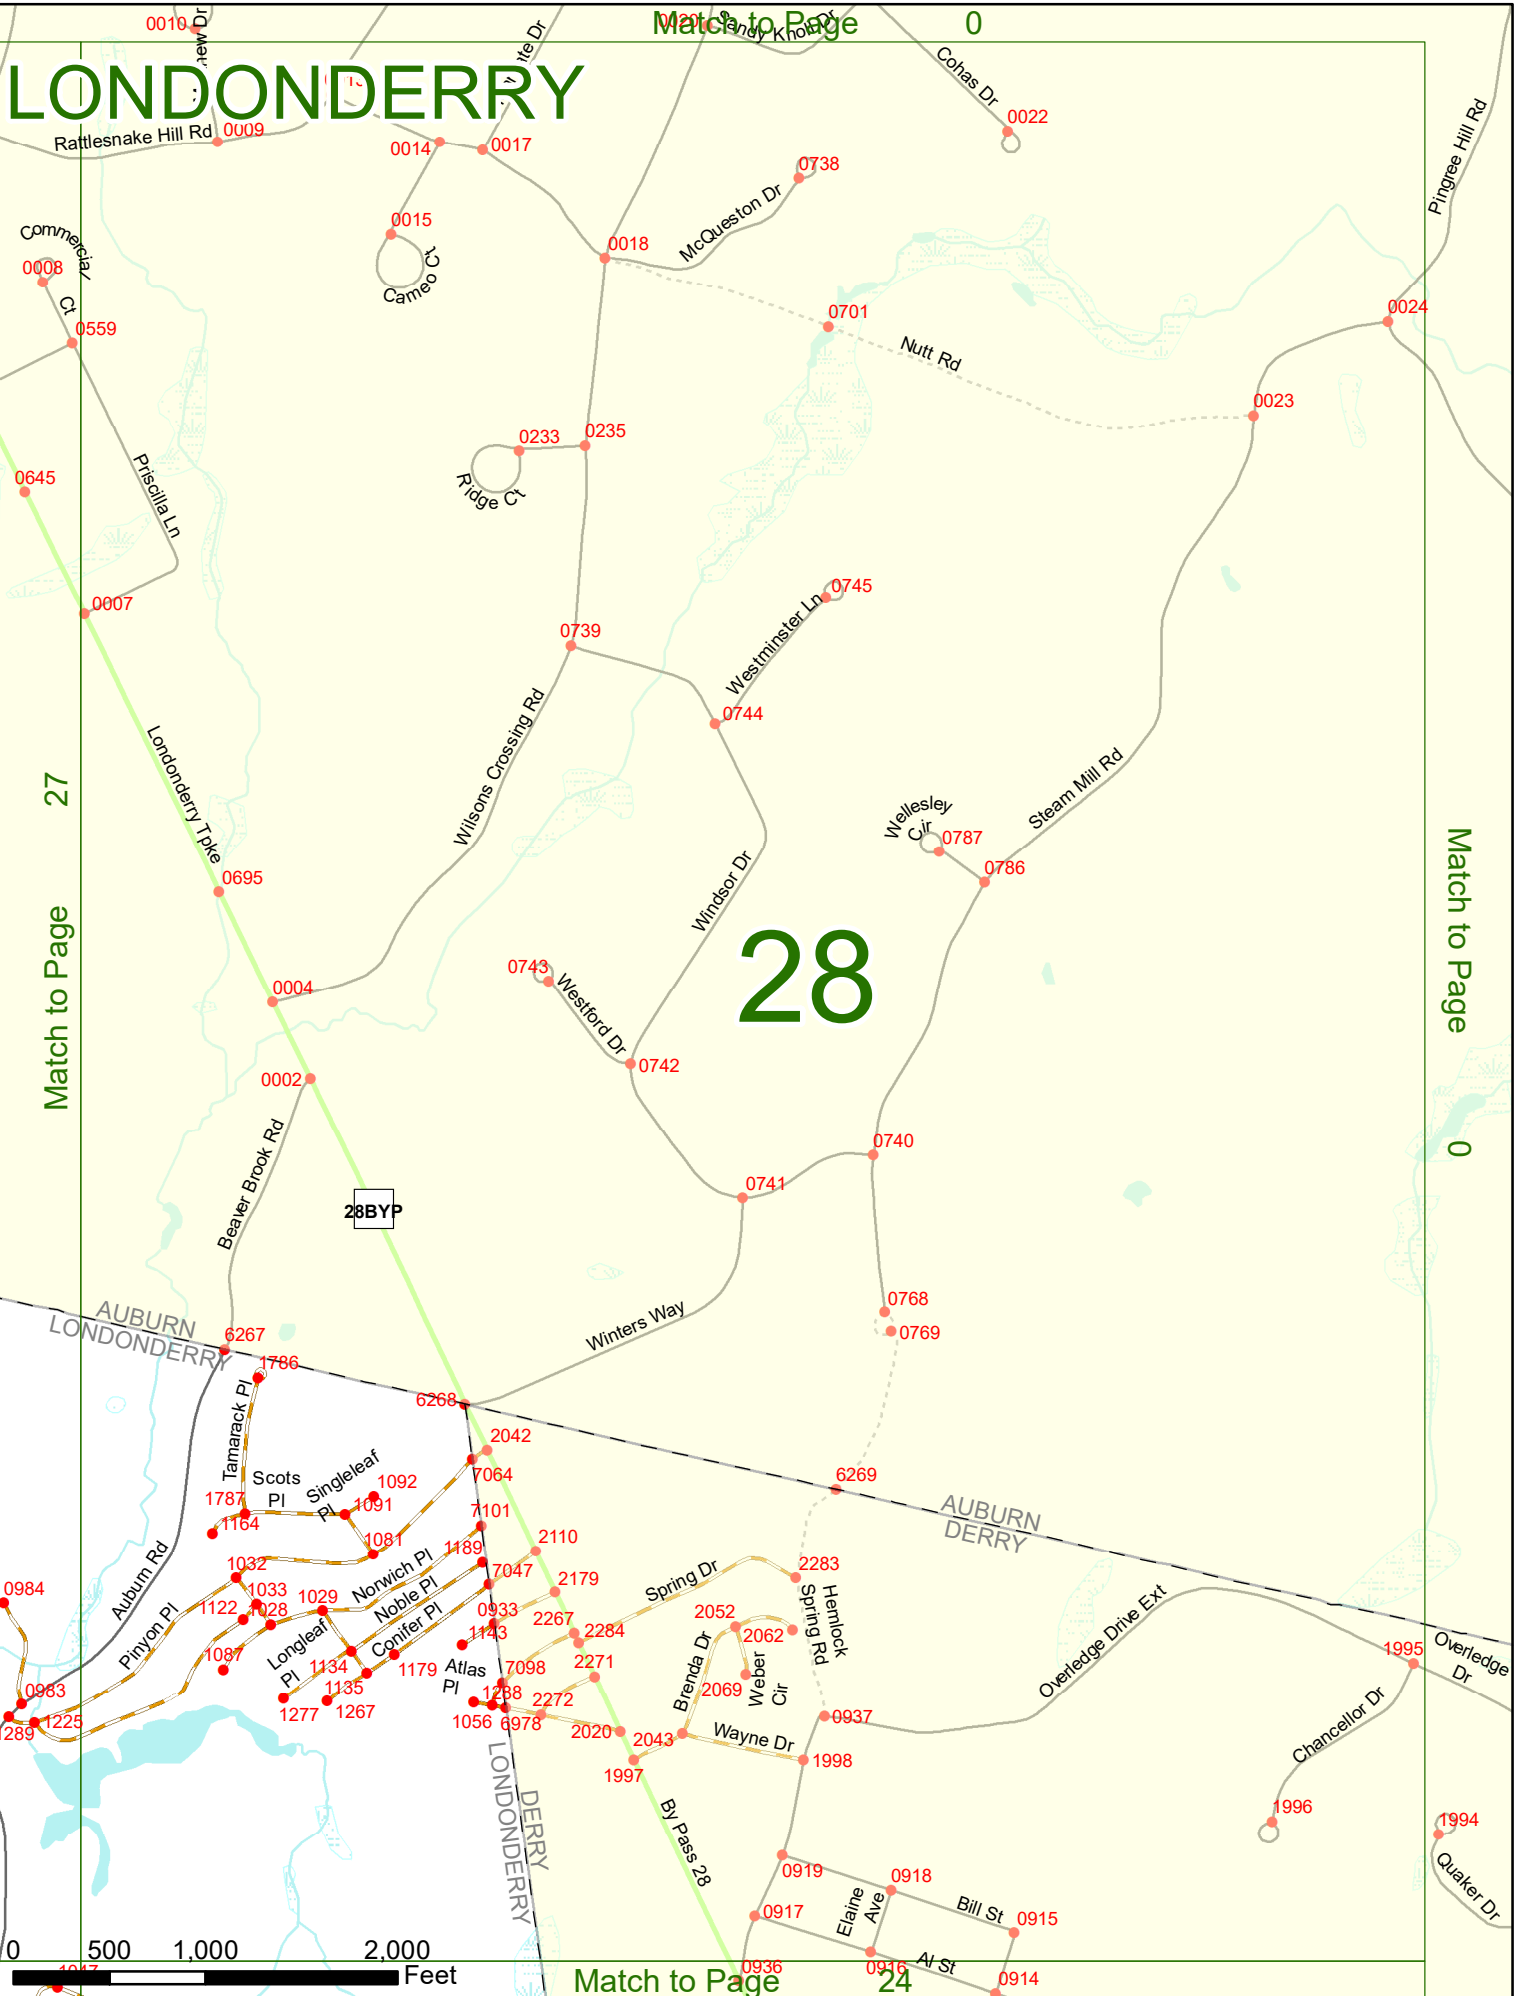 Match to Page 0
LONDONDERRY
0010
0020
Sandy Knoll Dr
Cohas Dr
0022
Pingree Hill Rd
Rattlesnake Hill Rd
0009
0014
0017
0738
McQueston Dr
0015
Cameo Ct
0018
Commercial
Ct
0008
0559
0701
Nutt Rd
0024
0023
0233
0235
Ridge Ct
0645
Priscilla Ln
0007
0745
Westminster Ln
0739
0744
Wilsons Crossing Rd
Londonderry Tpke
Match to Page 27
Steam Mill Rd
Wellesley
Cir
0787
0786
Match to Page 0
0695
Windsor Dr
28
0743
Westford Dr
0004
0742
0002
Beaver Brook Rd
0740
0741
28BYP
0768
0769
Winters Way
AUBURN
LONDONDERRY
6267
1786
Tamarack Pl
6268
2042
7064
Scots
Pl
Singleleaf
Pl
1092
1091
1787
1164
6269
AUBURN
DERRY
7101
1081
1189
2110
7047
2179
1032
1033
1029
Norwich Pl
Noble Pl
Conifer Pl
Auburn Rd
0984
Pinyon Pl
1122
1028
1087
Longleaf
Pl
1134
1179
1135
1277
1267
0933
1143
Atlas
Pl
7098
1288
1056
6978
2267
2284
2271
2272
2020
Spring Dr
2283
Hemlock
Spring Rd
2052
2062
Brenda Dr
2069
Weber
Cir
Overledge Drive Ext
1995
Overledge
Dr
0983
1225
1289
2043
Wayne Dr
1997
0937
1998
Chancellor Dr
1996
1994
Quaker Dr
LONDONDERRY
DERRY
By Pass 28
0919
0918
Elaine
Ave
Bill St
0917
0915
0916
Al St
0914
0936
0 500 1,000 2,000
Feet
Match to Page 24